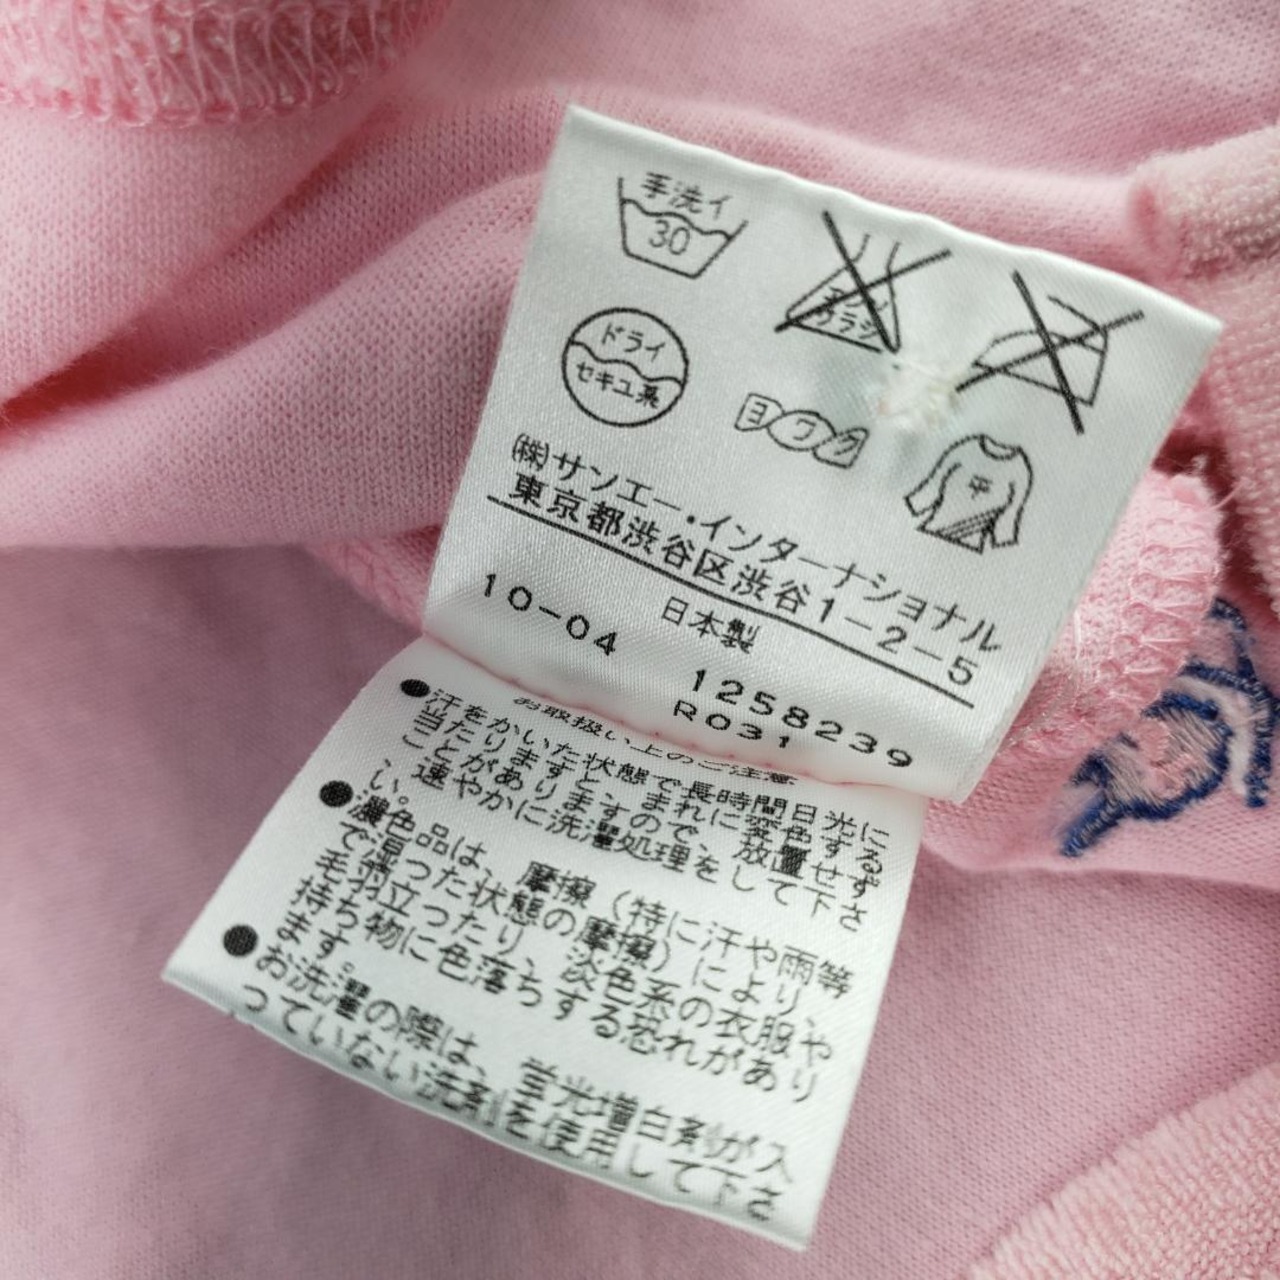 手洗イ
30
エンソ
サラシ
ドライ
セキユ系
ヨワク
平
㈱サンエー・インターナショナル
東京都渋谷区渋谷1-2-5
日本製
10-04
1258239
R031
お取扱い上のご注意
●汗をかいた状態で長時間日光に
当たりますと、まれに変色する
ことがありますので、放置せず
速やかに洗濯処理をして下さ
い。
●濃色品は、摩擦(特に汗や雨等
で湿った状態の摩擦)により、
毛羽立ったり、淡色系の衣服や
持ち物に色落ちする恐れがあり
ます。
●お洗濯の際は、蛍光増白剤が入
っていない洗剤を使用して下さ